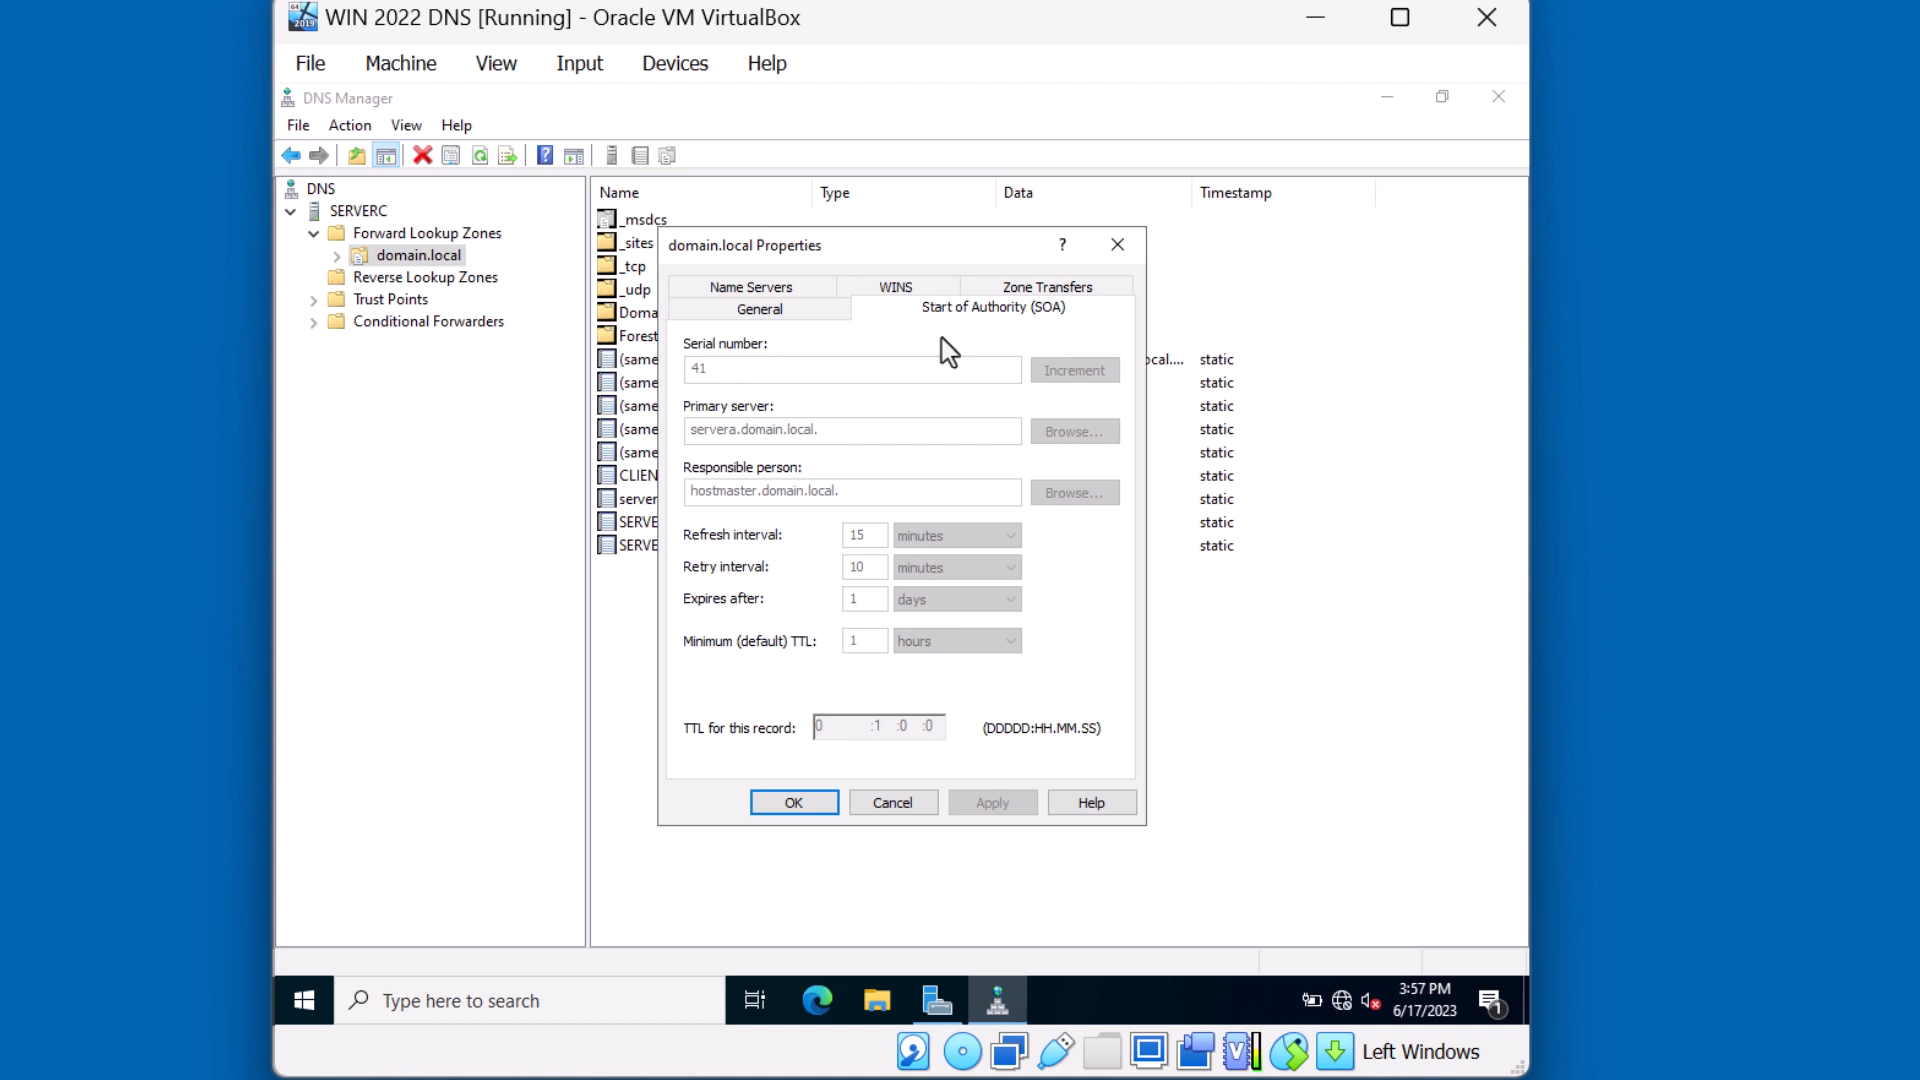 WIN 2022 DNS [Running] - Oracle VM VirtualBox
File Machine View Input Devices Help
DNS Manager
File Action View Help
DNS
SERVERC
Forward Lookup Zones
domain.local
Reverse Lookup Zones
Trust Points
Conditional Forwarders
Name Type Data Timestamp
_msdcs
_sites
_tcp
_udp
Doma
Forest
(same ocal.... static
(same static
(same static
(same static
(same static
CLIEN static
server static
SERVE static
SERVE static
domain.local Properties ?
Name Servers WINS Zone Transfers
General Start of Authority (SOA)
Serial number:
41 Increment
Primary server:
servera.domain.local. Browse...
Responsible person:
hostmaster.domain.local. Browse...
Refresh interval: 15 minutes
Retry interval: 10 minutes
Expires after: 1 days
Minimum (default) TTL: 1 hours
TTL for this record: 0 :1 :0 :0 (DDDDD:HH.MM.SS)
OK Cancel Apply Help
Type here to search
3:57 PM
6/17/2023
1
Left Windows